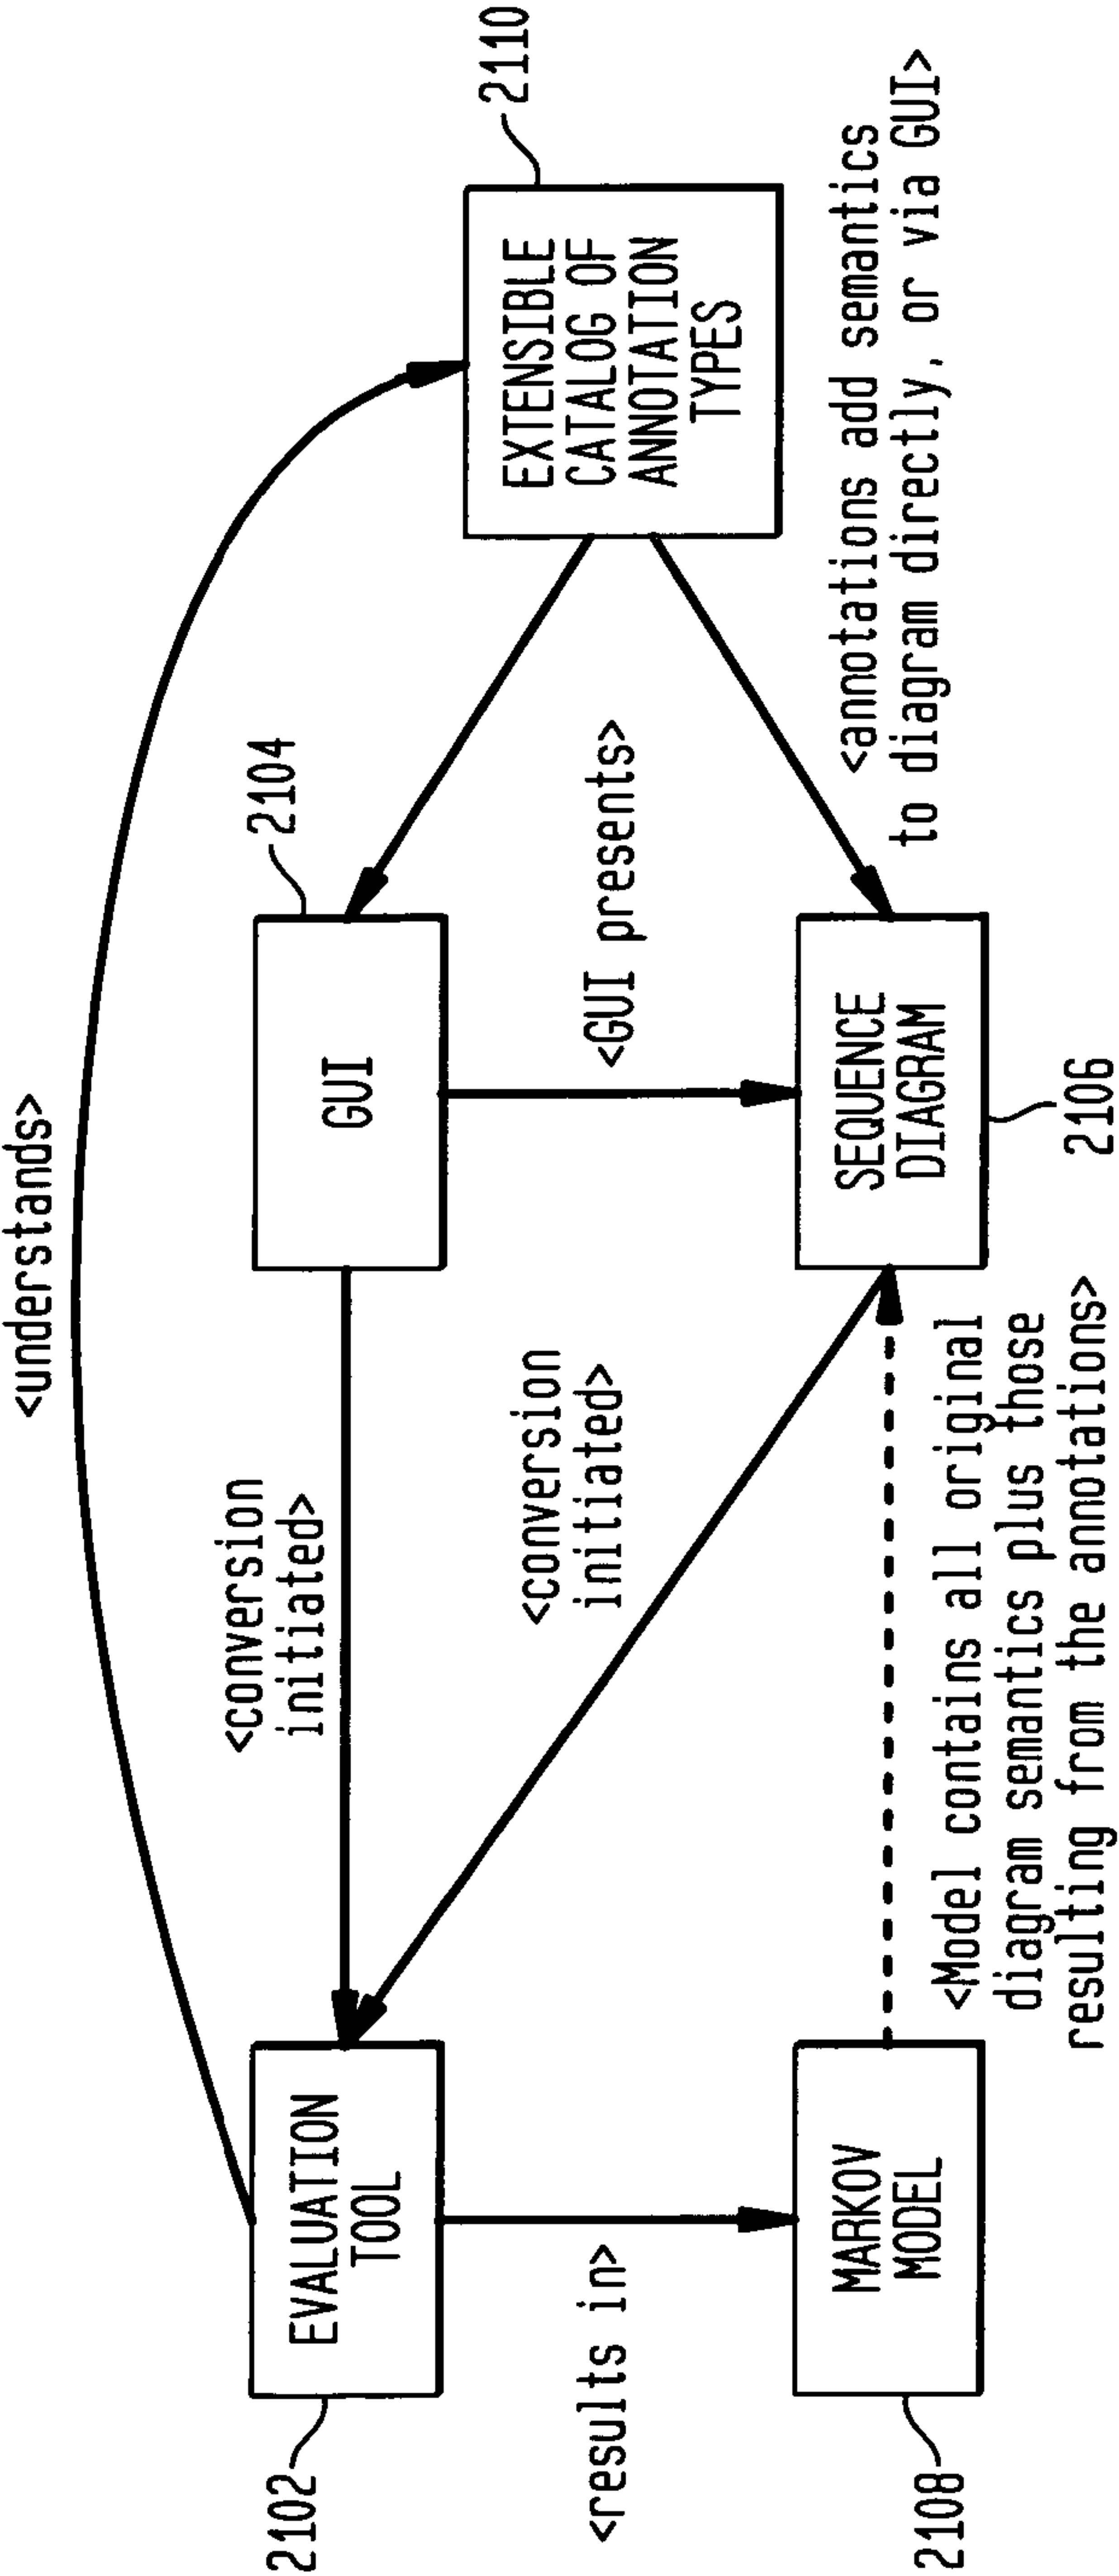 <understands>
2102
EVALUATION
TOOL
<conversion
initiated>
GUI
2104
<conversion
initiated>
<results in>
<GUI presents>
EXTENSIBLE
CATALOG OF
ANNOTATION
TYPES
2110
2108
MARKOV
MODEL
<Model contains all original
diagram semantics plus those
resulting from the annotations>
SEQUENCE
DIAGRAM
2106
<annotations add semantics
to diagram directly, or via GUI>